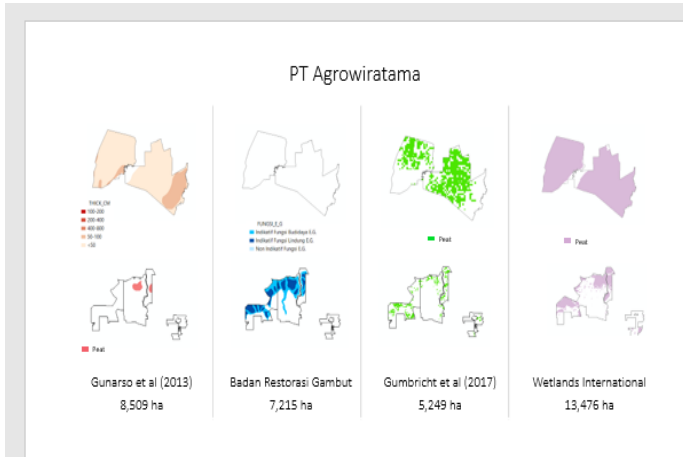 PT Agrowiratama
THICK_CM
100-200
200-400
400-800
50-100
<50
Peat
Gunarso et al (2013)
8,509 ha
FUNGSI_E_G
Indikatif Fungsi Budidaya E.G.
Indikatif Fungsi Lindung E.G.
Non Indikatif Fungsi E.G.
Badan Restorasi Gambut
7,215 ha
Peat
Gumbricht et al (2017)
5,249 ha
Peat
Wetlands International
13,476 ha